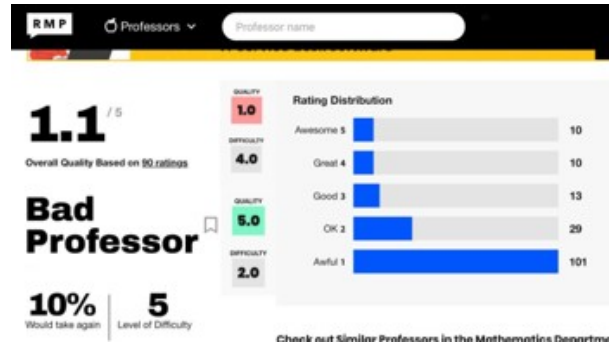 RMP
Professors
Professor name
1.1 /5
Overall Quality Based on 90 ratings
Bad
Professor
10%
Would take again
5
Level of Difficulty
QUALITY
1.0
DIFFICULTY
4.0
QUALITY
5.0
DIFFICULTY
2.0
Rating Distribution
Awesome 5 10
Great 4 10
Good 3 13
OK 2 29
Awful 1 101
Check out Similar Professors in the Mathematics